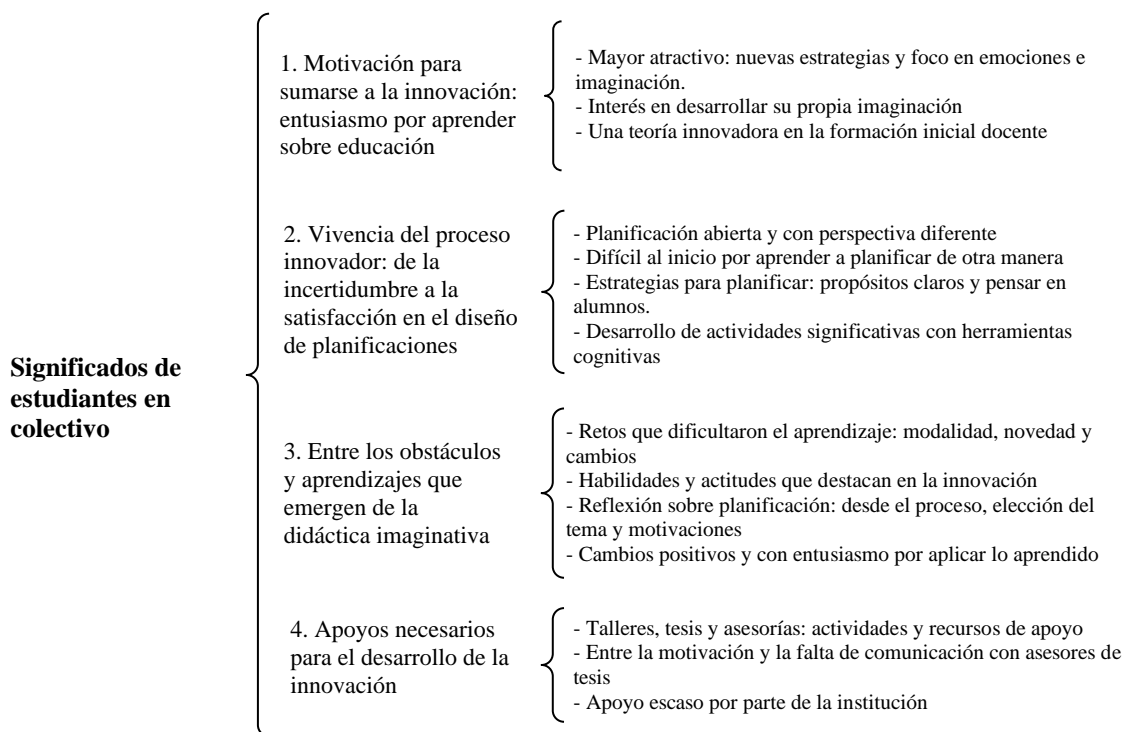 Significados de
estudiantes en
colectivo
1. Motivación para
sumarse a la innovación:
entusiasmo por aprender
sobre educación
- Mayor atractivo: nuevas estrategias y foco en emociones e
imaginación.
- Interés en desarrollar su propia imaginación
- Una teoría innovadora en la formación inicial docente
2. Vivencia del proceso
innovador: de la
incertidumbre a la
satisfacción en el diseño
de planificaciones
- Planificación abierta y con perspectiva diferente
- Difícil al inicio por aprender a planificar de otra manera
- Estrategias para planificar: propósitos claros y pensar en
alumnos.
- Desarrollo de actividades significativas con herramientas
cognitivas
3. Entre los obstáculos
y aprendizajes que
emergen de la
didáctica imaginativa
- Retos que dificultaron el aprendizaje: modalidad, novedad y
cambios
- Habilidades y actitudes que destacan en la innovación
- Reflexión sobre planificación: desde el proceso, elección del
tema y motivaciones
- Cambios positivos y con entusiasmo por aplicar lo aprendido
4. Apoyos necesarios
para el desarrollo de la
innovación
- Talleres, tesis y asesorías: actividades y recursos de apoyo
- Entre la motivación y la falta de comunicación con asesores de
tesis
- Apoyo escaso por parte de la institución